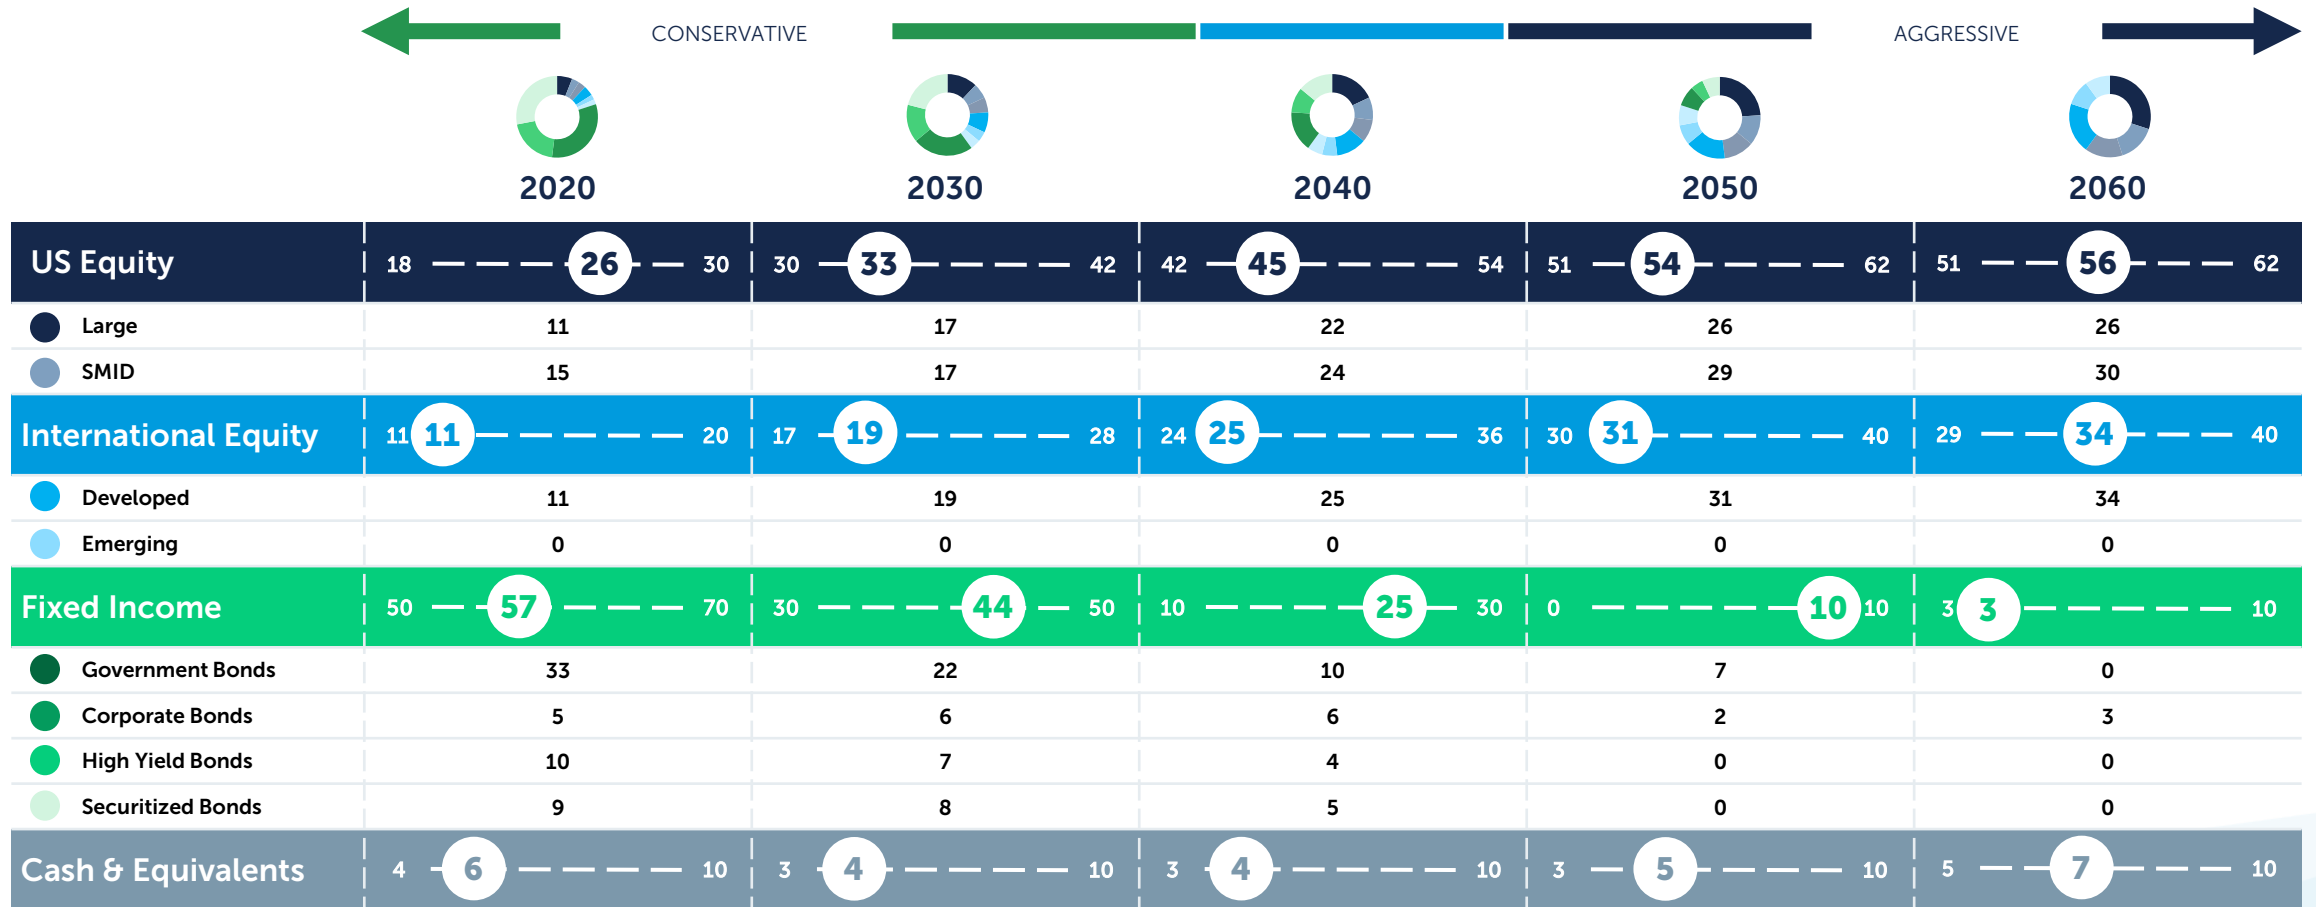 CONSERVATIVE AGGRESSIVE
2020 2030 2040 2050 2060
US Equity 18 26 30 30 33 42 42 45 54 51 54 62 51 56 62
Large 11 17 22 26 26
SMID 15 17 24 29 30
International Equity 11 11 20 17 19 28 24 25 36 30 31 40 29 34 40
Developed 11 19 25 31 34
Emerging 0 0 0 0 0
Fixed Income 50 57 70 30 44 50 10 25 30 0 10 10 3 3 10
Government Bonds 33 22 10 7 0
Corporate Bonds 5 6 6 2 3
High Yield Bonds 10 7 4 0 0
Securitized Bonds 9 8 5 0 0
Cash & Equivalents 4 6 10 3 4 10 3 4 10 3 5 10 5 7 10